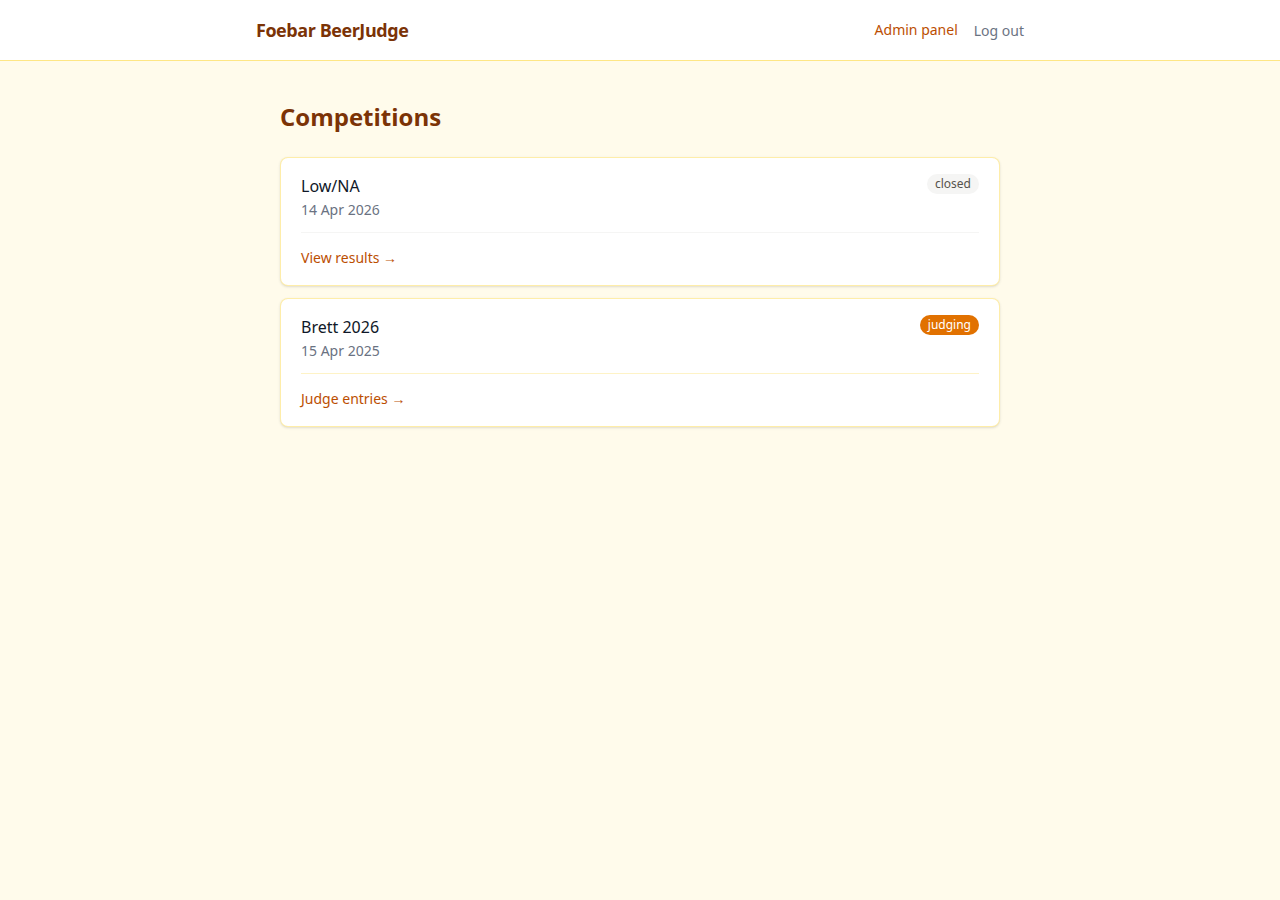 Foebar BeerJudge
Admin panel
Log out
Competitions
Low/NA
closed
14 Apr 2026
View results →
Brett 2026
judging
15 Apr 2025
Judge entries →